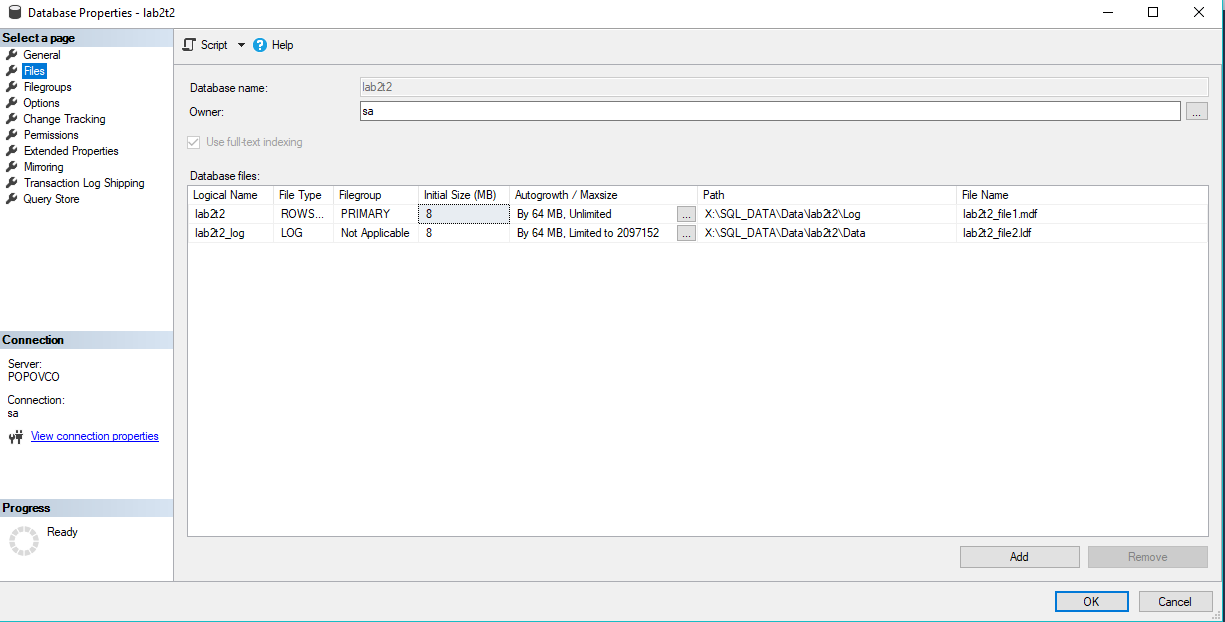 Database Properties - lab2t2
Select a page
General
Files
Filegroups
Options
Change Tracking
Permissions
Extended Properties
Mirroring
Transaction Log Shipping
Query Store
Connection
Server:
POPOVCO
Connection:
sa
View connection properties
Progress
Ready
Script Help
Database name: lab2t2
Owner: sa ...
Use full-text indexing
Database files:
Logical Name File Type Filegroup Initial Size (MB) Autogrowth / Maxsize Path File Name
lab2t2 ROWS... PRIMARY 8 By 64 MB, Unlimited ... X:\SQL_DATA\Data\lab2t2\Log lab2t2_file1.mdf
lab2t2_log LOG Not Applicable 8 By 64 MB, Limited to 2097152 ... X:\SQL_DATA\Data\lab2t2\Data lab2t2_file2.ldf
Add Remove
OK Cancel